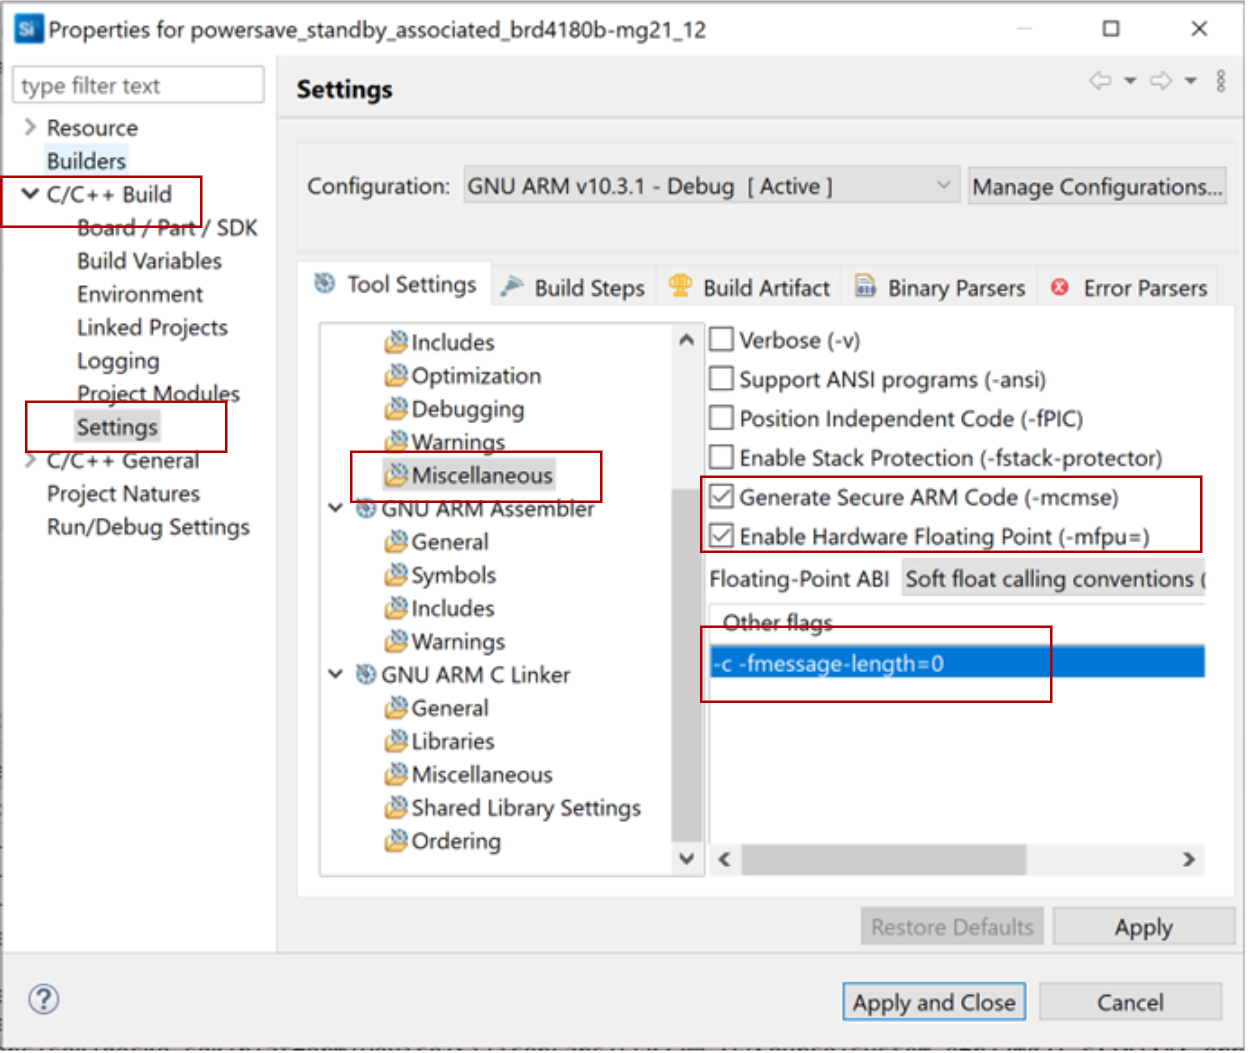 Si Properties for powersave_standby_associated_brd4180b-mg21_12
type filter text
Resource
Builders
C/C++ Build
Board / Part / SDK
Build Variables
Environment
Linked Projects
Logging
Project Modules
Settings
C/C++ General
Project Natures
Run/Debug Settings
Settings
Configuration: GNU ARM v10.3.1 - Debug [ Active ] Manage Configurations...
Tool Settings Build Steps Build Artifact Binary Parsers Error Parsers
Includes
Optimization
Debugging
Warnings
Miscellaneous
GNU ARM Assembler
General
Symbols
Includes
Warnings
GNU ARM C Linker
General
Libraries
Miscellaneous
Shared Library Settings
Ordering
Verbose (-v)
Support ANSI programs (-ansi)
Position Independent Code (-fPIC)
Enable Stack Protection (-fstack-protector)
Generate Secure ARM Code (-mcmse)
Enable Hardware Floating Point (-mfpu=)
Floating-Point ABI Soft float calling conventions (
Other flags
-c -fmessage-length=0
Restore Defaults Apply
? Apply and Close Cancel